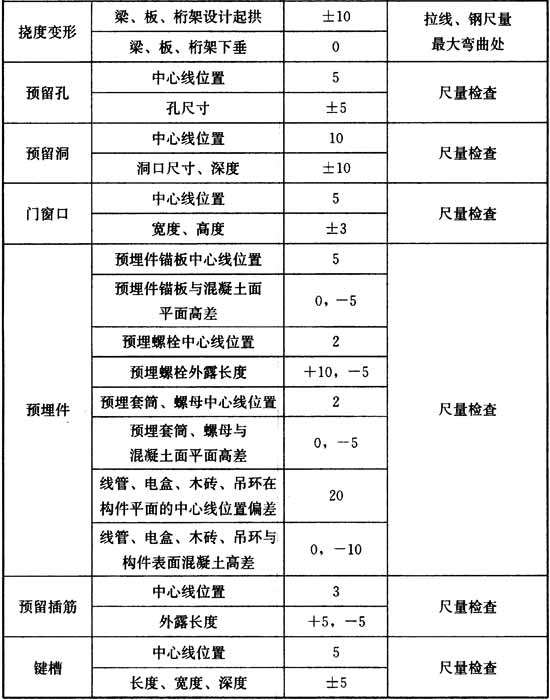 挠度变形
梁、板、桁架设计起拱
±10
拉线、钢尺量
最大弯曲处
梁、板、桁架下垂
0
预留孔
中心线位置
5
尺量检查
孔尺寸
±5
预留洞
中心线位置
10
尺量检查
洞口尺寸、深度
±10
门窗口
中心线位置
5
尺量检查
宽度、高度
±3
预埋件
预埋件锚板中心线位置
5
尺量检查
预埋件锚板与混凝土面
平面高差
0，－5
预埋螺栓中心线位置
2
预埋螺栓外露长度
＋10，－5
预埋套筒、螺母中心线位置
2
预埋套筒、螺母与
混凝土面平面高差
0，－5
线管、电盒、木砖、吊环在
构件平面的中心线位置偏差
20
线管、电盒、木砖、吊环与
构件表面混凝土高差
0，－10
预留插筋
中心线位置
3
尺量检查
外露长度
＋5，－5
键槽
中心线位置
5
尺量检查
长度、宽度、深度
±5